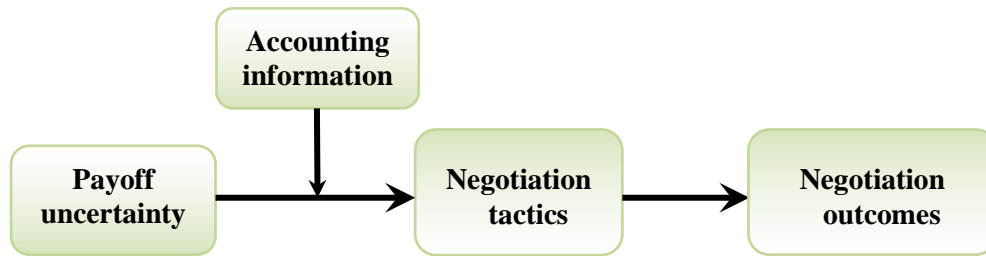 Accounting
information
Payoff
uncertainty
Negotiation
tactics
Negotiation
outcomes